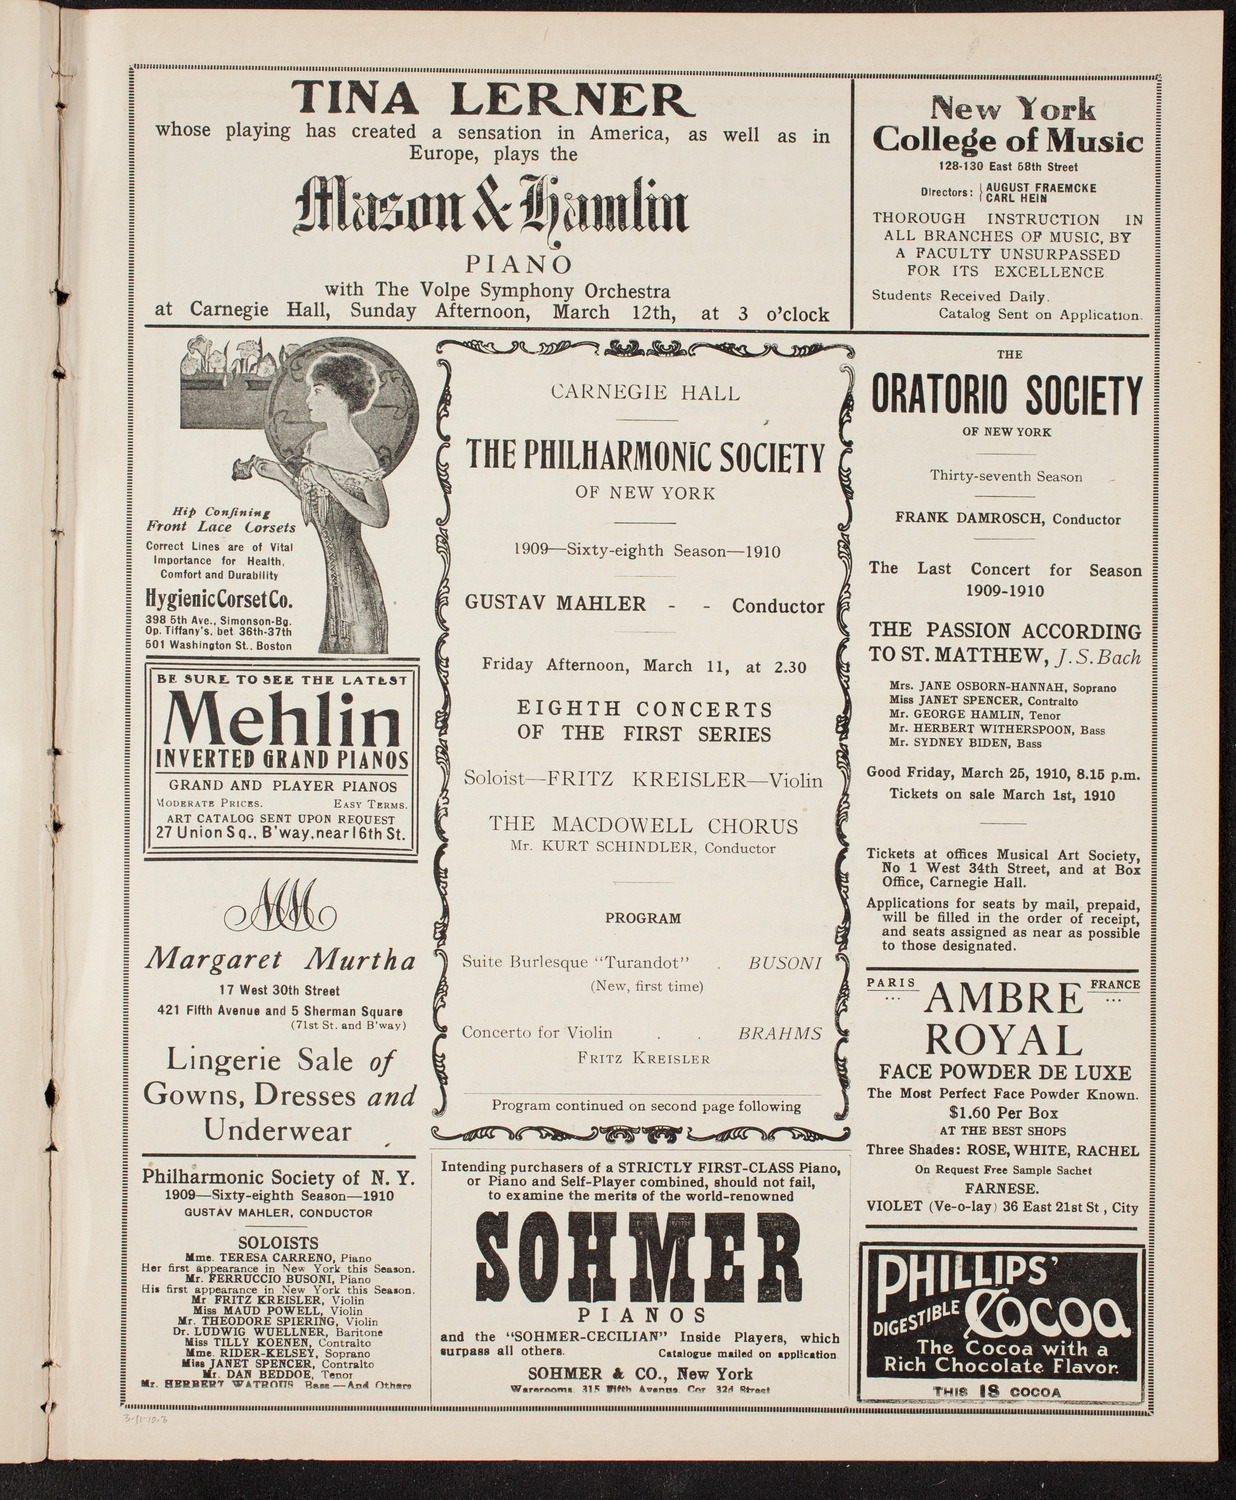 TINA LERNER
whose playing has created a sensation in America, as well as in
Europe, plays the
Mason & Hamlin
PIANO
with The Volpe Symphony Orchestra
at Carnegie Hall, Sunday Afternoon, March 12th, at 3 o'clock
New York
College of Music
128-130 East 58th Street
Directors: AUGUST FRAEMCKE
CARL HEIN
THOROUGH INSTRUCTION IN
ALL BRANCHES OF MUSIC, BY
A FACULTY UNSURPASSED
FOR ITS EXCELLENCE
Students Received Daily.
Catalog Sent on Application.
Hip Confining
Front Lace Corsets
Correct Lines are of Vital
Importance for Health,
Comfort and Durability
Hygienic Corset Co.
398 5th Ave., Simonson-Bg.
Op. Tiffany's. bet 36th-37th
501 Washington St., Boston
BE SURE TO SEE THE LATEST
Mehlin
INVERTED GRAND PIANOS
GRAND AND PLAYER PIANOS
MODERATE PRICES. EASY TERMS.
ART CATALOG SENT UPON REQUEST
27 Union Sq., B'way. near 16th St.
MM
Margaret Murtha
17 West 30th Street
421 Fifth Avenue and 5 Sherman Square
(71st St. and B'way)
Lingerie Sale of
Gowns, Dresses and
Underwear
Philharmonic Society of N. Y.
1909—Sixty-eighth Season—1910
GUSTAV MAHLER, CONDUCTOR
SOLOISTS
Mme. TERESA CARRENO, Piano
Her first appearance in New York this Season.
Mr. FERRUCCIO BUSONI, Piano
His first appearance in New York this Season.
Mr FRITZ KREISLER, Violin
Miss MAUD POWELL, Violin
Mr. THEODORE SPIERING, Violin
Dr. LUDWIG WUELLNER, Baritone
Miss TILLY KOENEN, Contralto
Mme. RIDER-KELSEY, Soprano
Miss JANET SPENCER, Contralto
Mr. DAN BEDDOE, Tenor
Mr. HERBERT WATROUS, Bass—And Others
CARNEGIE HALL
THE PHILHARMONIC SOCIETY
OF NEW YORK
1909—Sixty-eighth Season—1910
GUSTAV MAHLER - - Conductor
Friday Afternoon, March 11, at 2.30
EIGHTH CONCERTS
OF THE FIRST SERIES
Soloist—FRITZ KREISLER—Violin
THE MACDOWELL CHORUS
Mr. KURT SCHINDLER, Conductor
PROGRAM
Suite Burlesque "Turandot" . BUSONI
(New, first time)
Concerto for Violin . . BRAHMS
FRITZ KREISLER
Program continued on second page following
Intending purchasers of a STRICTLY FIRST-CLASS Piano,
or Piano and Self-Player combined, should not fail,
to examine the merits of the world-renowned
SOHMER
PIANOS
and the "SOHMER-CECILIAN" Inside Players, which
surpass all others. Catalogue mailed on application
SOHMER & CO., New York
Warerooms, 315 Fifth Avenue, Cor. 32d Street
THE
ORATORIO SOCIETY
OF NEW YORK
Thirty-seventh Season
FRANK DAMROSCH, Conductor
The Last Concert for Season
1909-1910
THE PASSION ACCORDING
TO ST. MATTHEW, J. S. Bach
Mrs. JANE OSBORN-HANNAH, Soprano
Miss JANET SPENCER, Contralto
Mr. GEORGE HAMLIN, Tenor
Mr. HERBERT WITHERSPOON, Bass
Mr. SYDNEY BIDEN, Bass
Good Friday, March 25, 1910, 8.15 p.m.
Tickets on sale March 1st, 1910
Tickets at offices Musical Art Society,
No 1 West 34th Street, and at Box
Office, Carnegie Hall.
Applications for seats by mail, prepaid,
will be filled in the order of receipt,
and seats assigned as near as possible
to those designated.
PARIS ... AMBRE FRANCE ...
ROYAL
FACE POWDER DE LUXE
The Most Perfect Face Powder Known.
$1.60 Per Box
AT THE BEST SHOPS
Three Shades: ROSE, WHITE, RACHEL
On Request Free Sample Sachet
FARNESE.
VIOLET (Ve-o-lay) 36 East 21st St., City
PHILLIPS'
DIGESTIBLE COCOA
The Cocoa with a
Rich Chocolate Flavor.
THIS IS COCOA
3-11-10-3